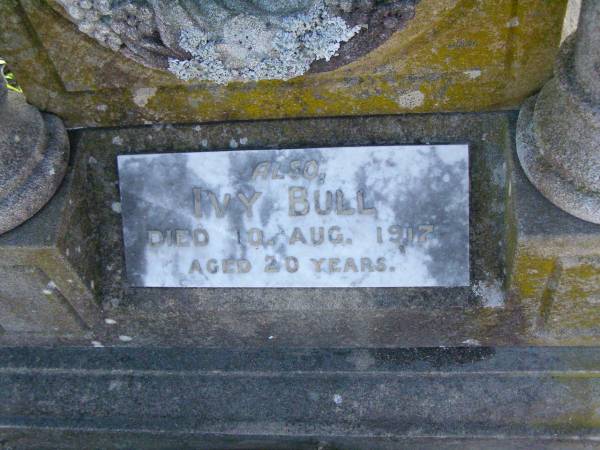 ALSO,
IVY BULL
DIED 10, AUG. 1917
AGED 20 YEARS.